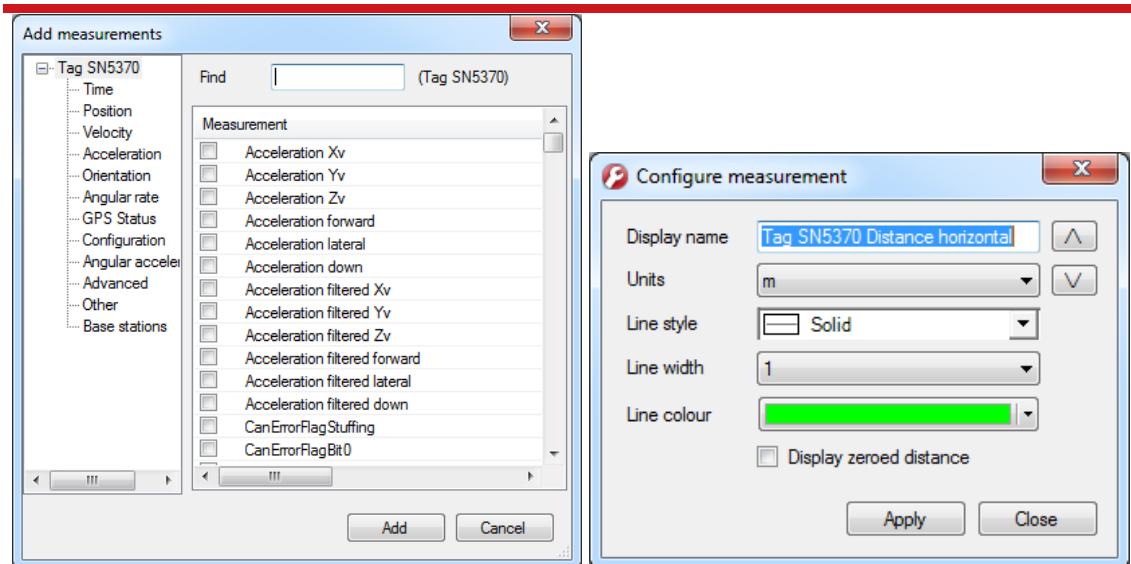 Add measurements
Tag SN5370
Time
Position
Velocity
Acceleration
Orientation
Angular rate
GPS Status
Configuration
Angular acceler
Advanced
Other
Base stations
Find (Tag SN5370)
Measurement
Acceleration Xv
Acceleration Yv
Acceleration Zv
Acceleration forward
Acceleration lateral
Acceleration down
Acceleration filtered Xv
Acceleration filtered Yv
Acceleration filtered Zv
Acceleration filtered forward
Acceleration filtered lateral
Acceleration filtered down
CanErrorFlagStuffing
CanErrorFlagBit0
Add Cancel
Configure measurement
Display name Tag SN5370 Distance horizontal
Units m
Line style Solid
Line width 1
Line colour
Display zeroed distance
Apply Close